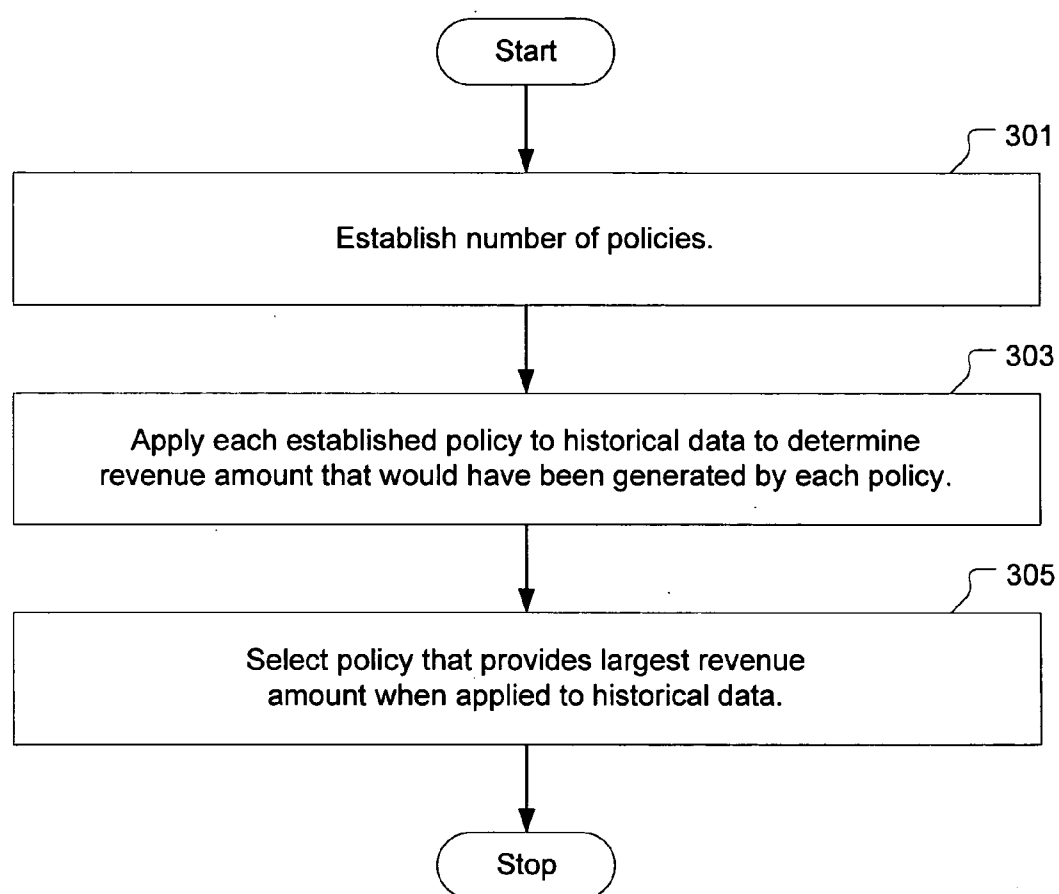 Start
301
Establish number of policies.
303
Apply each established policy to historical data to determine
revenue amount that would have been generated by each policy.
305
Select policy that provides largest revenue
amount when applied to historical data.
Stop